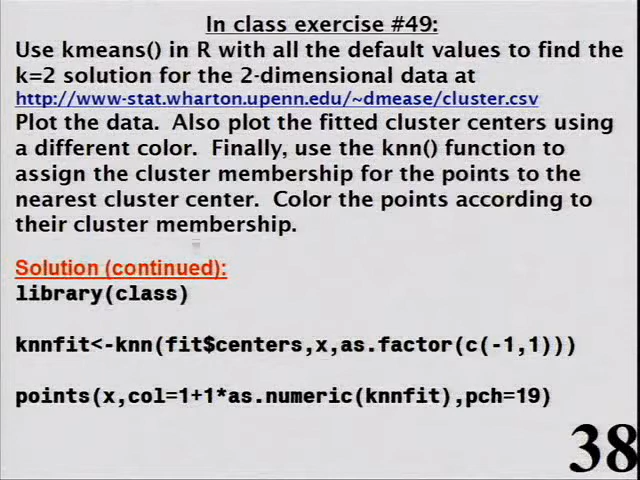 In class exercise #49:
Use kmeans() in R with all the default values to find the
k=2 solution for the 2-dimensional data at
http://www-stat.wharton.upenn.edu/~dmease/cluster.csv
Plot the data.  Also plot the fitted cluster centers using
a different color.  Finally, use the knn() function to
assign the cluster membership for the points to the
nearest cluster center.  Color the points according to
their cluster membership.
Solution (continued):
library(class)
knnfit<-knn(fit$centers,x,as.factor(c(-1,1)))
points(x,col=1+1*as.numeric(knnfit),pch=19)
38